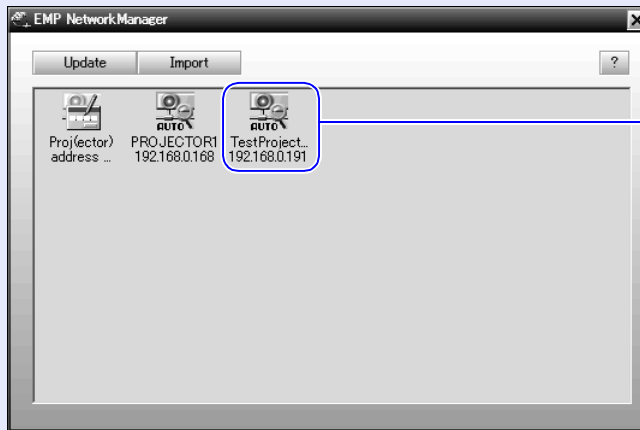 EMP NetworkManager
Update Import ?
AUTO AUTO
Proj(ector) PROJECTOR1 TestProject...
address ... 192.168.0.168 192.168.0.191